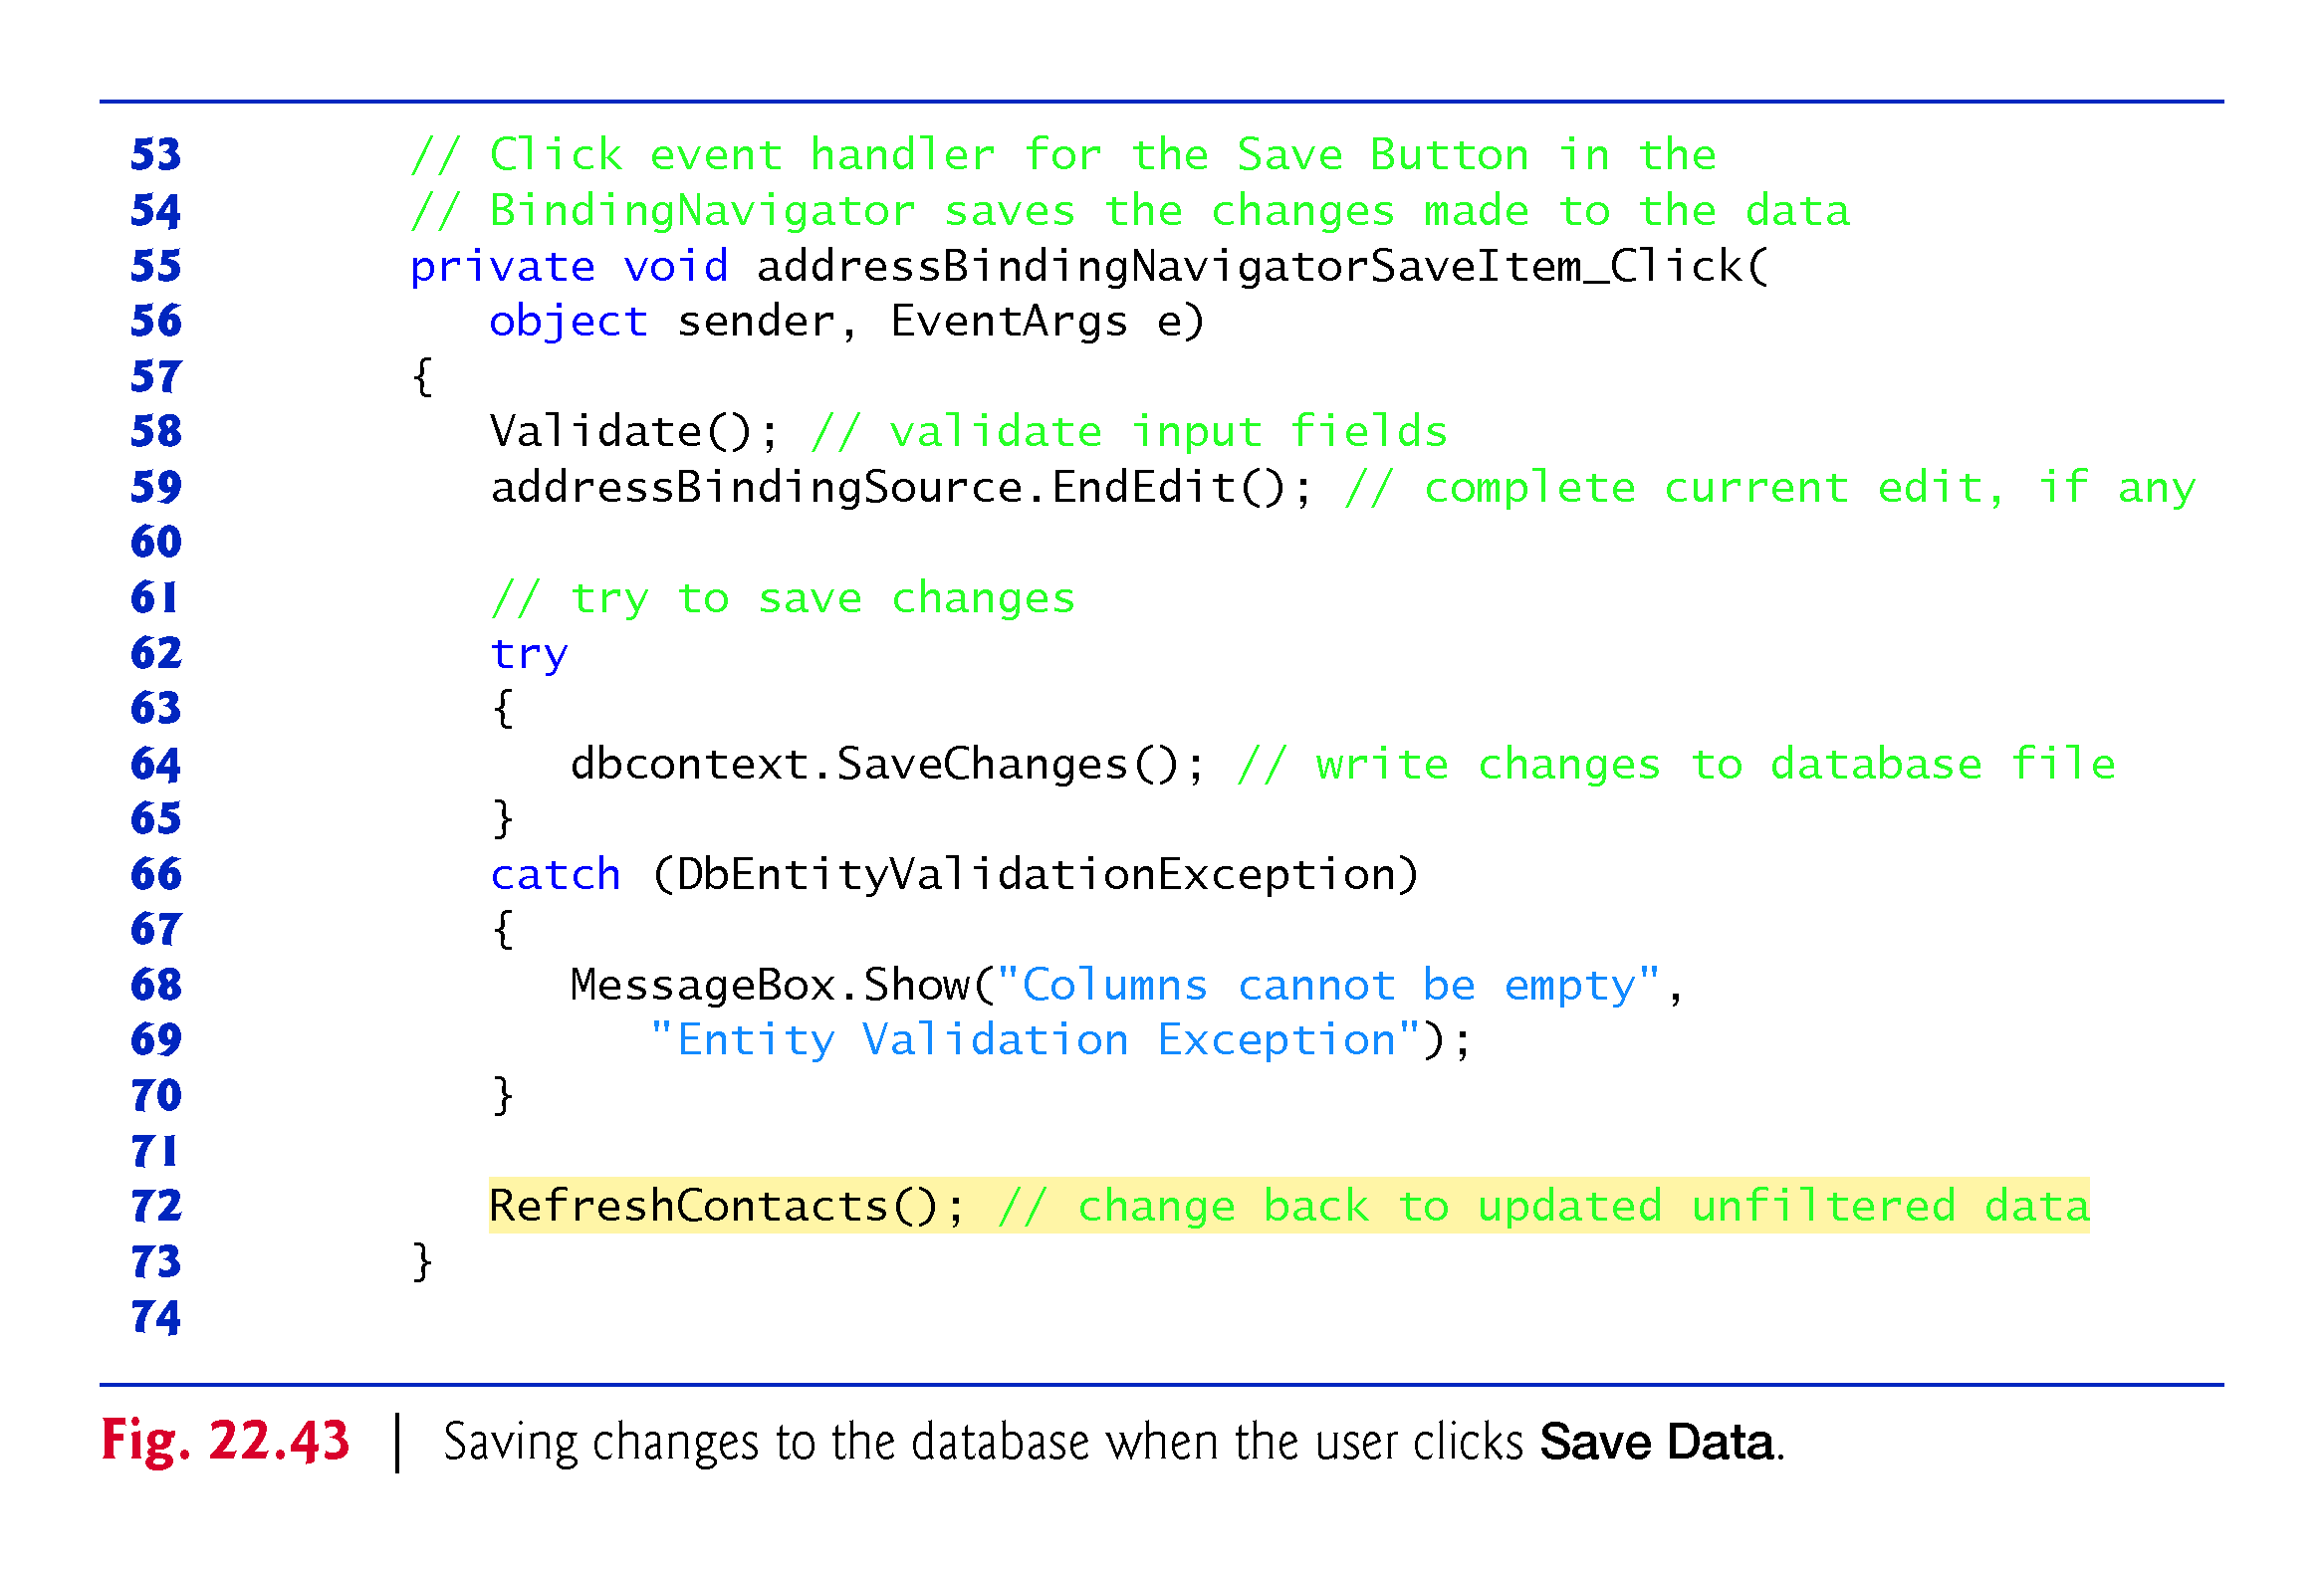 53 // Click event handler for the Save Button in the
54 // BindingNavigator saves the changes made to the data
55 private void addressBindingNavigatorSaveItem_Click(
56 object sender, EventArgs e)
57 {
58 Validate(); // validate input fields
59 addressBindingSource.EndEdit(); // complete current edit, if any
60
61 // try to save changes
62 try
63 {
64 dbcontext.SaveChanges(); // write changes to database file
65 }
66 catch (DbEntityValidationException)
67 {
68 MessageBox.Show("Columns cannot be empty",
69 "Entity Validation Exception");
70 }
71
72 RefreshContacts(); // change back to updated unfiltered data
73 }
74
Fig. 22.43 | Saving changes to the database when the user clicks Save Data.